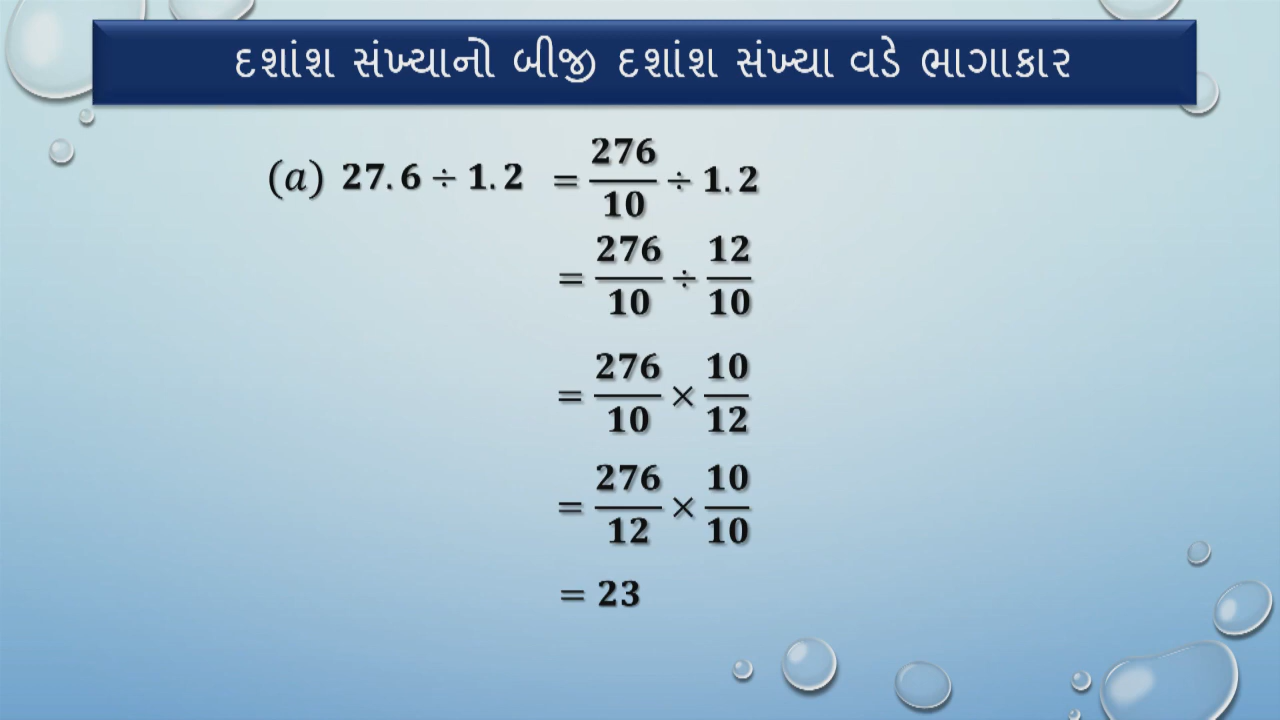 દશાંશ સંખ્યાનો બીજી દશાંશ સંખ્યા વડે ભાગાકાર
(a) 27.6 ÷ 1.2 = 276/10 ÷ 1.2
= 276/10 ÷ 12/10
= 276/10 × 10/12
= 276/12 × 10/10
= 23